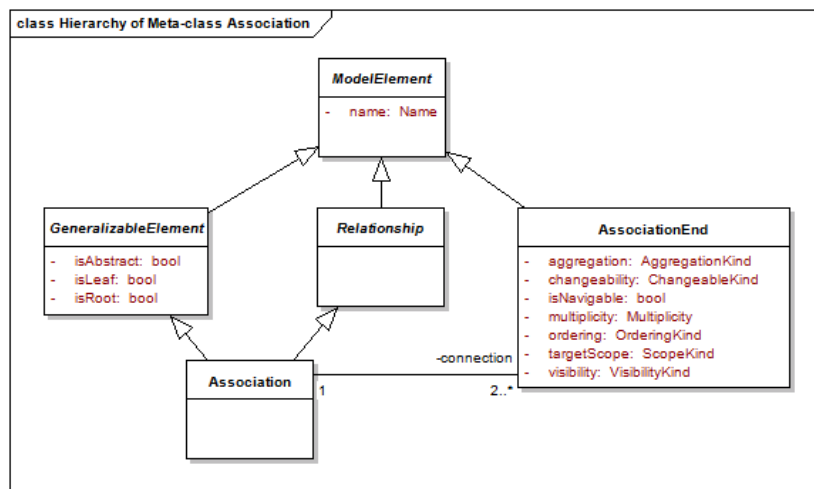 class Hierarchy of Meta-class Association
ModelElement
- name: Name
GeneralizableElement
- isAbstract: bool
- isLeaf: bool
- isRoot: bool
Relationship
AssociationEnd
- aggregation: AggregationKind
- changeability: ChangeableKind
- isNavigable: bool
- multiplicity: Multiplicity
- ordering: OrderingKind
- targetScope: ScopeKind
- visibility: VisibilityKind
Association
-connection
1
2..*